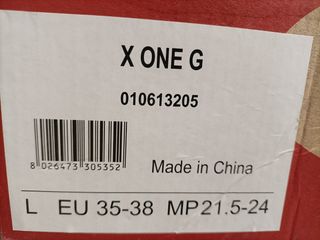 X ONE G
010613205
8 026473 305352
Made in China
L EU 35-38 MP21.5-24